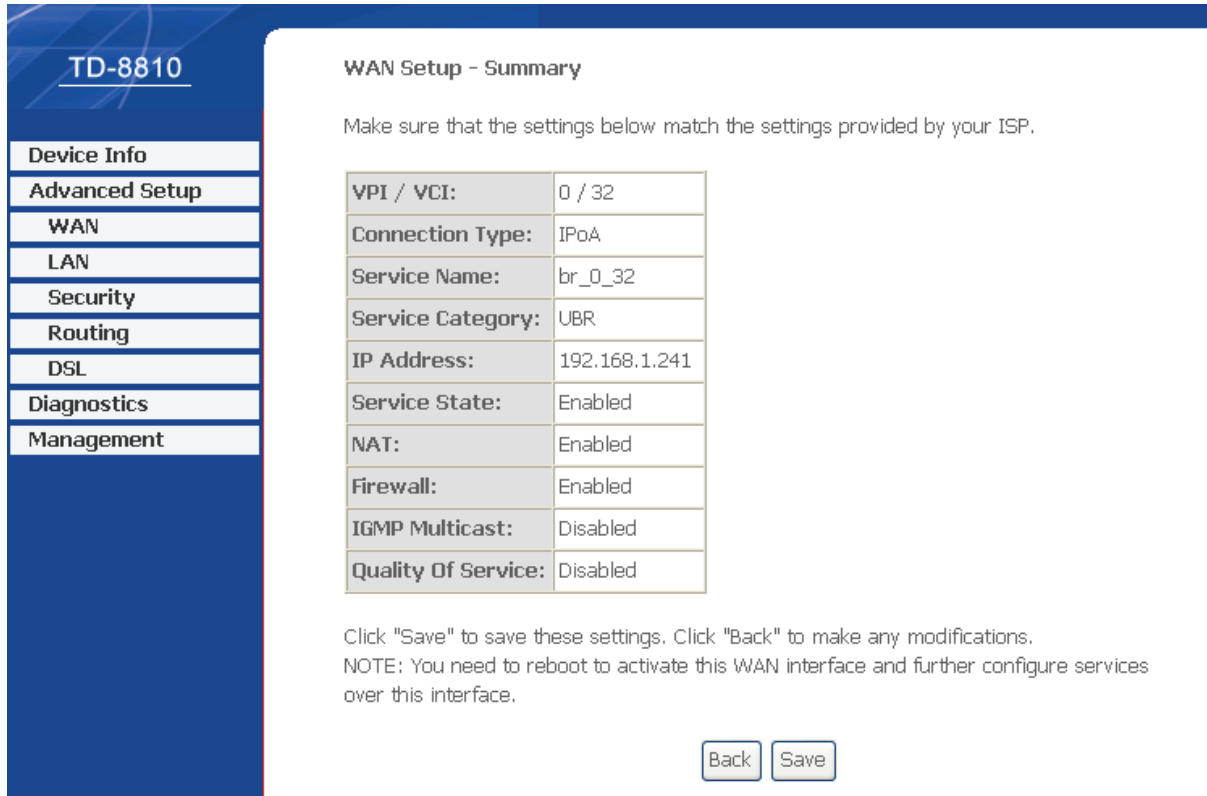 TD-8810
Device Info
Advanced Setup
WAN
LAN
Security
Routing
DSL
Diagnostics
Management
WAN Setup - Summary
Make sure that the settings below match the settings provided by your ISP.
VPI / VCI: 0 / 32
Connection Type: IPoA
Service Name: br_0_32
Service Category: UBR
IP Address: 192.168.1.241
Service State: Enabled
NAT: Enabled
Firewall: Enabled
IGMP Multicast: Disabled
Quality Of Service: Disabled
Click "Save" to save these settings. Click "Back" to make any modifications.
NOTE: You need to reboot to activate this WAN interface and further configure services
over this interface.
Back Save